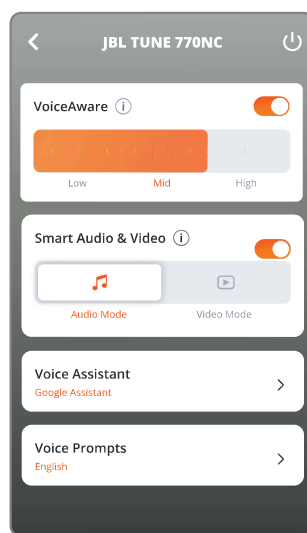 JBL TUNE 770NC
VoiceAware
Low Mid High
Smart Audio & Video
Audio Mode Video Mode
Voice Assistant
Google Assistant
Voice Prompts
English